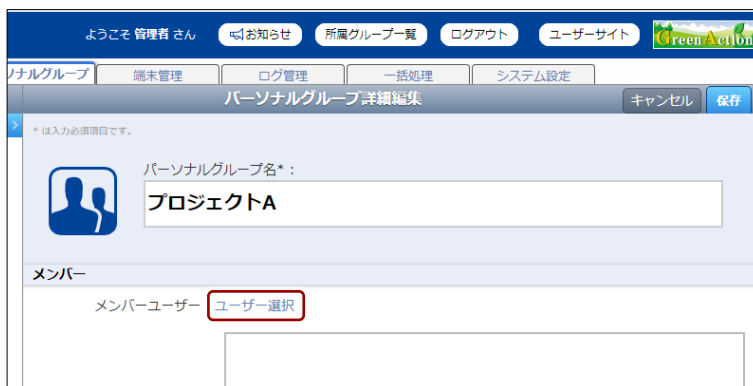 ようこそ 管理者 さん お知らせ 所属グループ一覧 ログアウト ユーザーサイト GreenAction
ソナルグループ 端末管理 ログ管理 一括処理 システム設定
パーソナルグループ詳細編集 キャンセル 保存
* は入力必須項目です。
パーソナルグループ名*：
プロジェクトA
メンバー
メンバーユーザー ユーザー選択